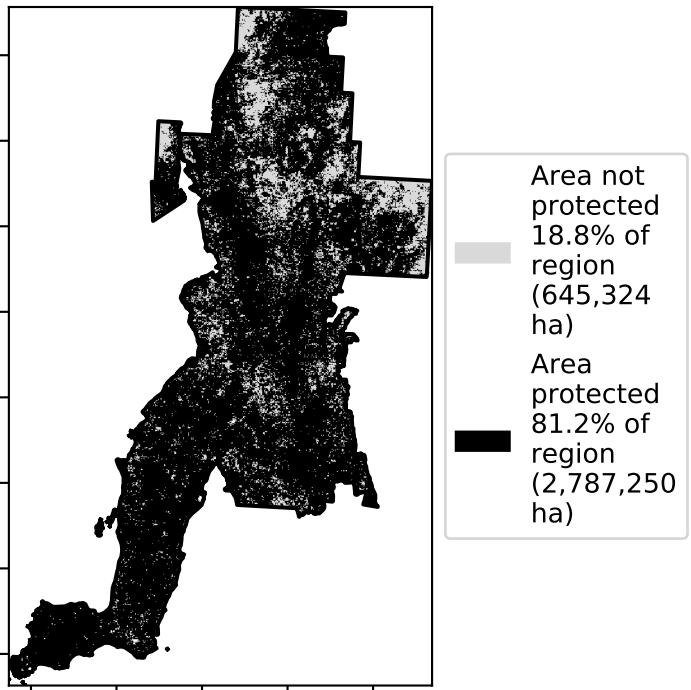 Area not
protected
18.8% of
region
(645,324
ha)
Area
protected
81.2% of
region
(2,787,250
ha)